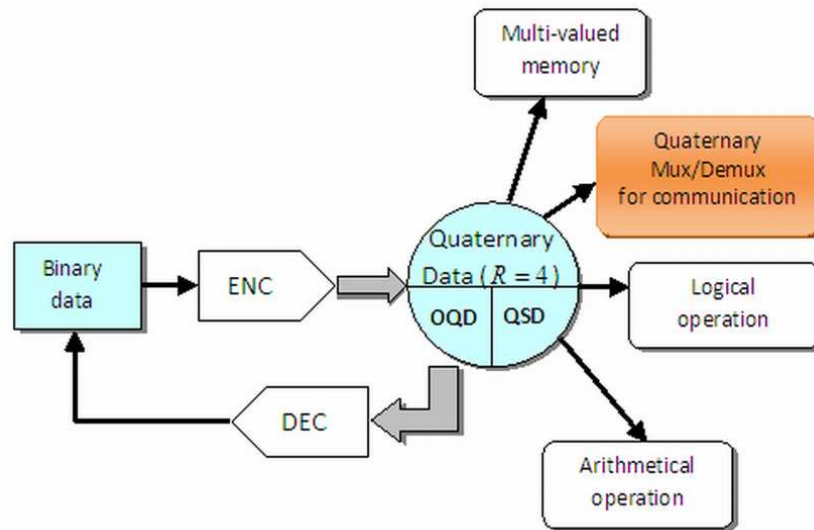 Multi-valued
memory
Quaternary
Mux/Demux
for communication
Quaternary
Data (R = 4)
OQD
QSD
Binary
data
ENC
Logical
operation
DEC
Arithmetical
operation